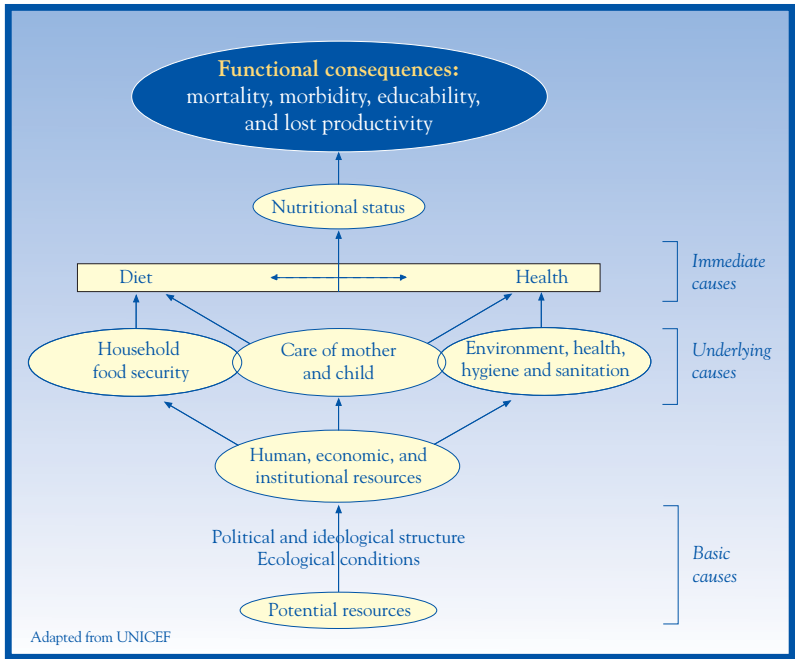 Functional consequences:
mortality, morbidity, educability,
and lost productivity
Nutritional status
Diet
Health
Immediate
causes
Household
food security
Care of mother
and child
Environment, health,
hygiene and sanitation
Underlying
causes
Human, economic, and
institutional resources
Political and ideological structure
Ecological conditions
Basic
causes
Potential resources
Adapted from UNICEF